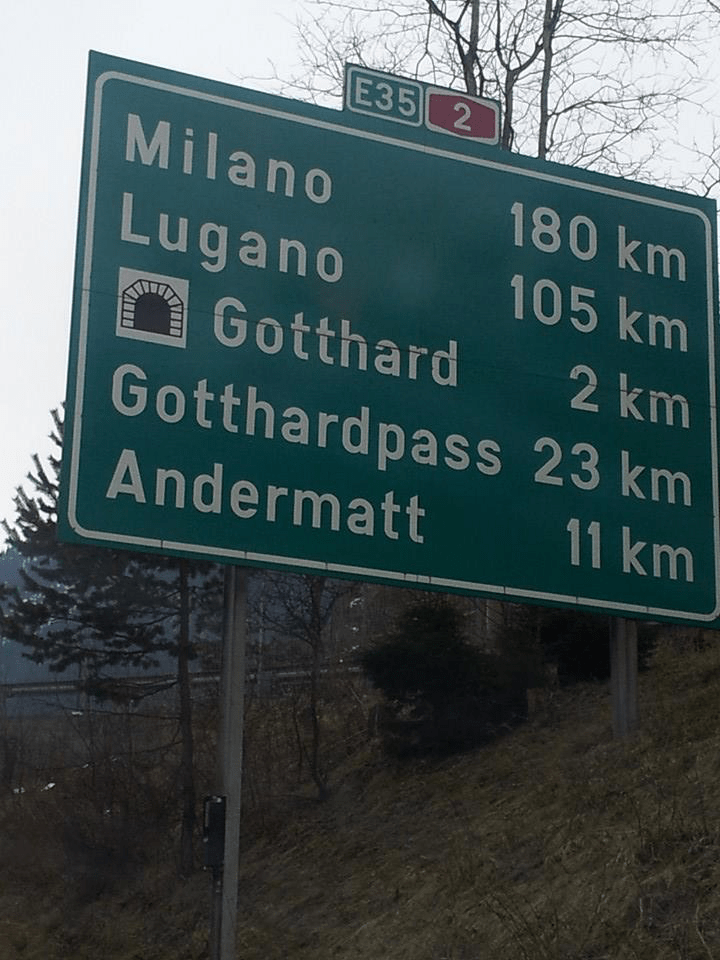 E35 2
Milano 180 km
Lugano 105 km
Gotthard 2 km
Gotthardpass 23 km
Andermatt 11 km